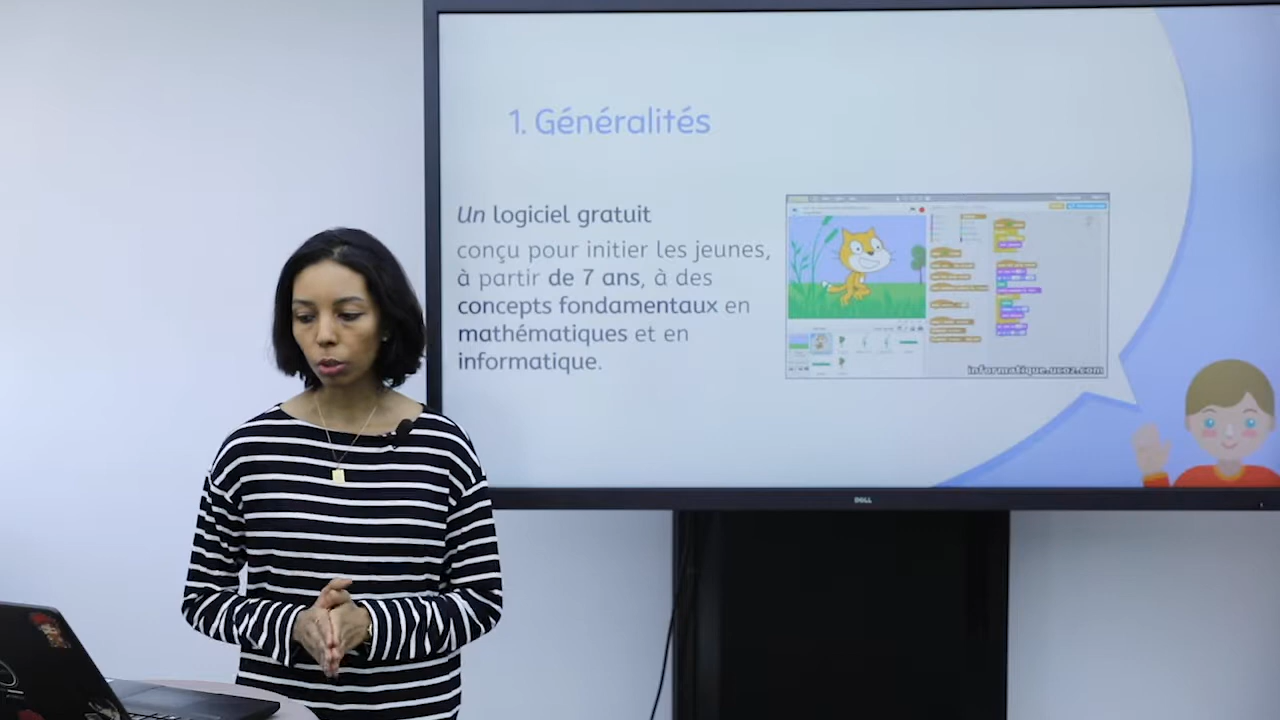 1. Généralités
Un logiciel gratuit
conçu pour initier les jeunes,
à partir de 7 ans, à des
concepts fondamentaux en
mathématiques et en
informatique.
informatique.ucoz.com
DELL